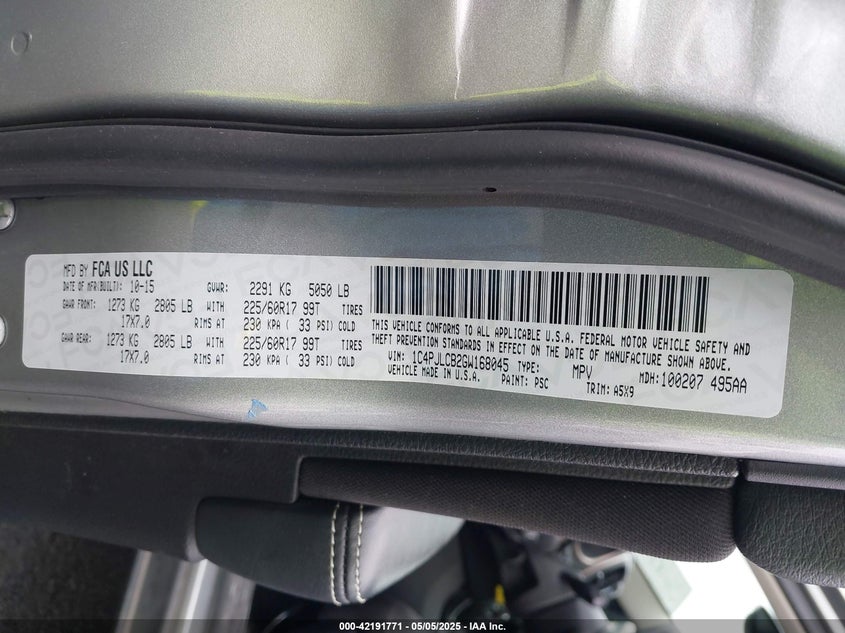 MFD BY FCA US LLC
DATE OF MFR(BUILT): 10-15 GVWR: 2291 KG 5050 LB
GAWR FRONT: 1273 KG 2805 LB WITH 225/60R17 99T TIRES
17X7.0 RIMS AT 230 KPA ( 33 PSI) COLD
GAWR REAR: 1273 KG 2805 LB WITH 225/60R17 99T TIRES
17X7.0 RIMS AT 230 KPA ( 33 PSI) COLD
THIS VEHICLE CONFORMS TO ALL APPLICABLE U.S.A. FEDERAL MOTOR VEHICLE SAFETY AND
THEFT PREVENTION STANDARDS IN EFFECT ON THE DATE OF MANUFACTURE SHOWN ABOVE.
VIN: 1C4PJLCB2GW168045 TYPE: MPV MDH: 100207 495AA
VEHICLE MADE IN U.S.A. PAINT: PSC TRIM: A5X9
000-42191771 - 05/05/2025 - IAA Inc.